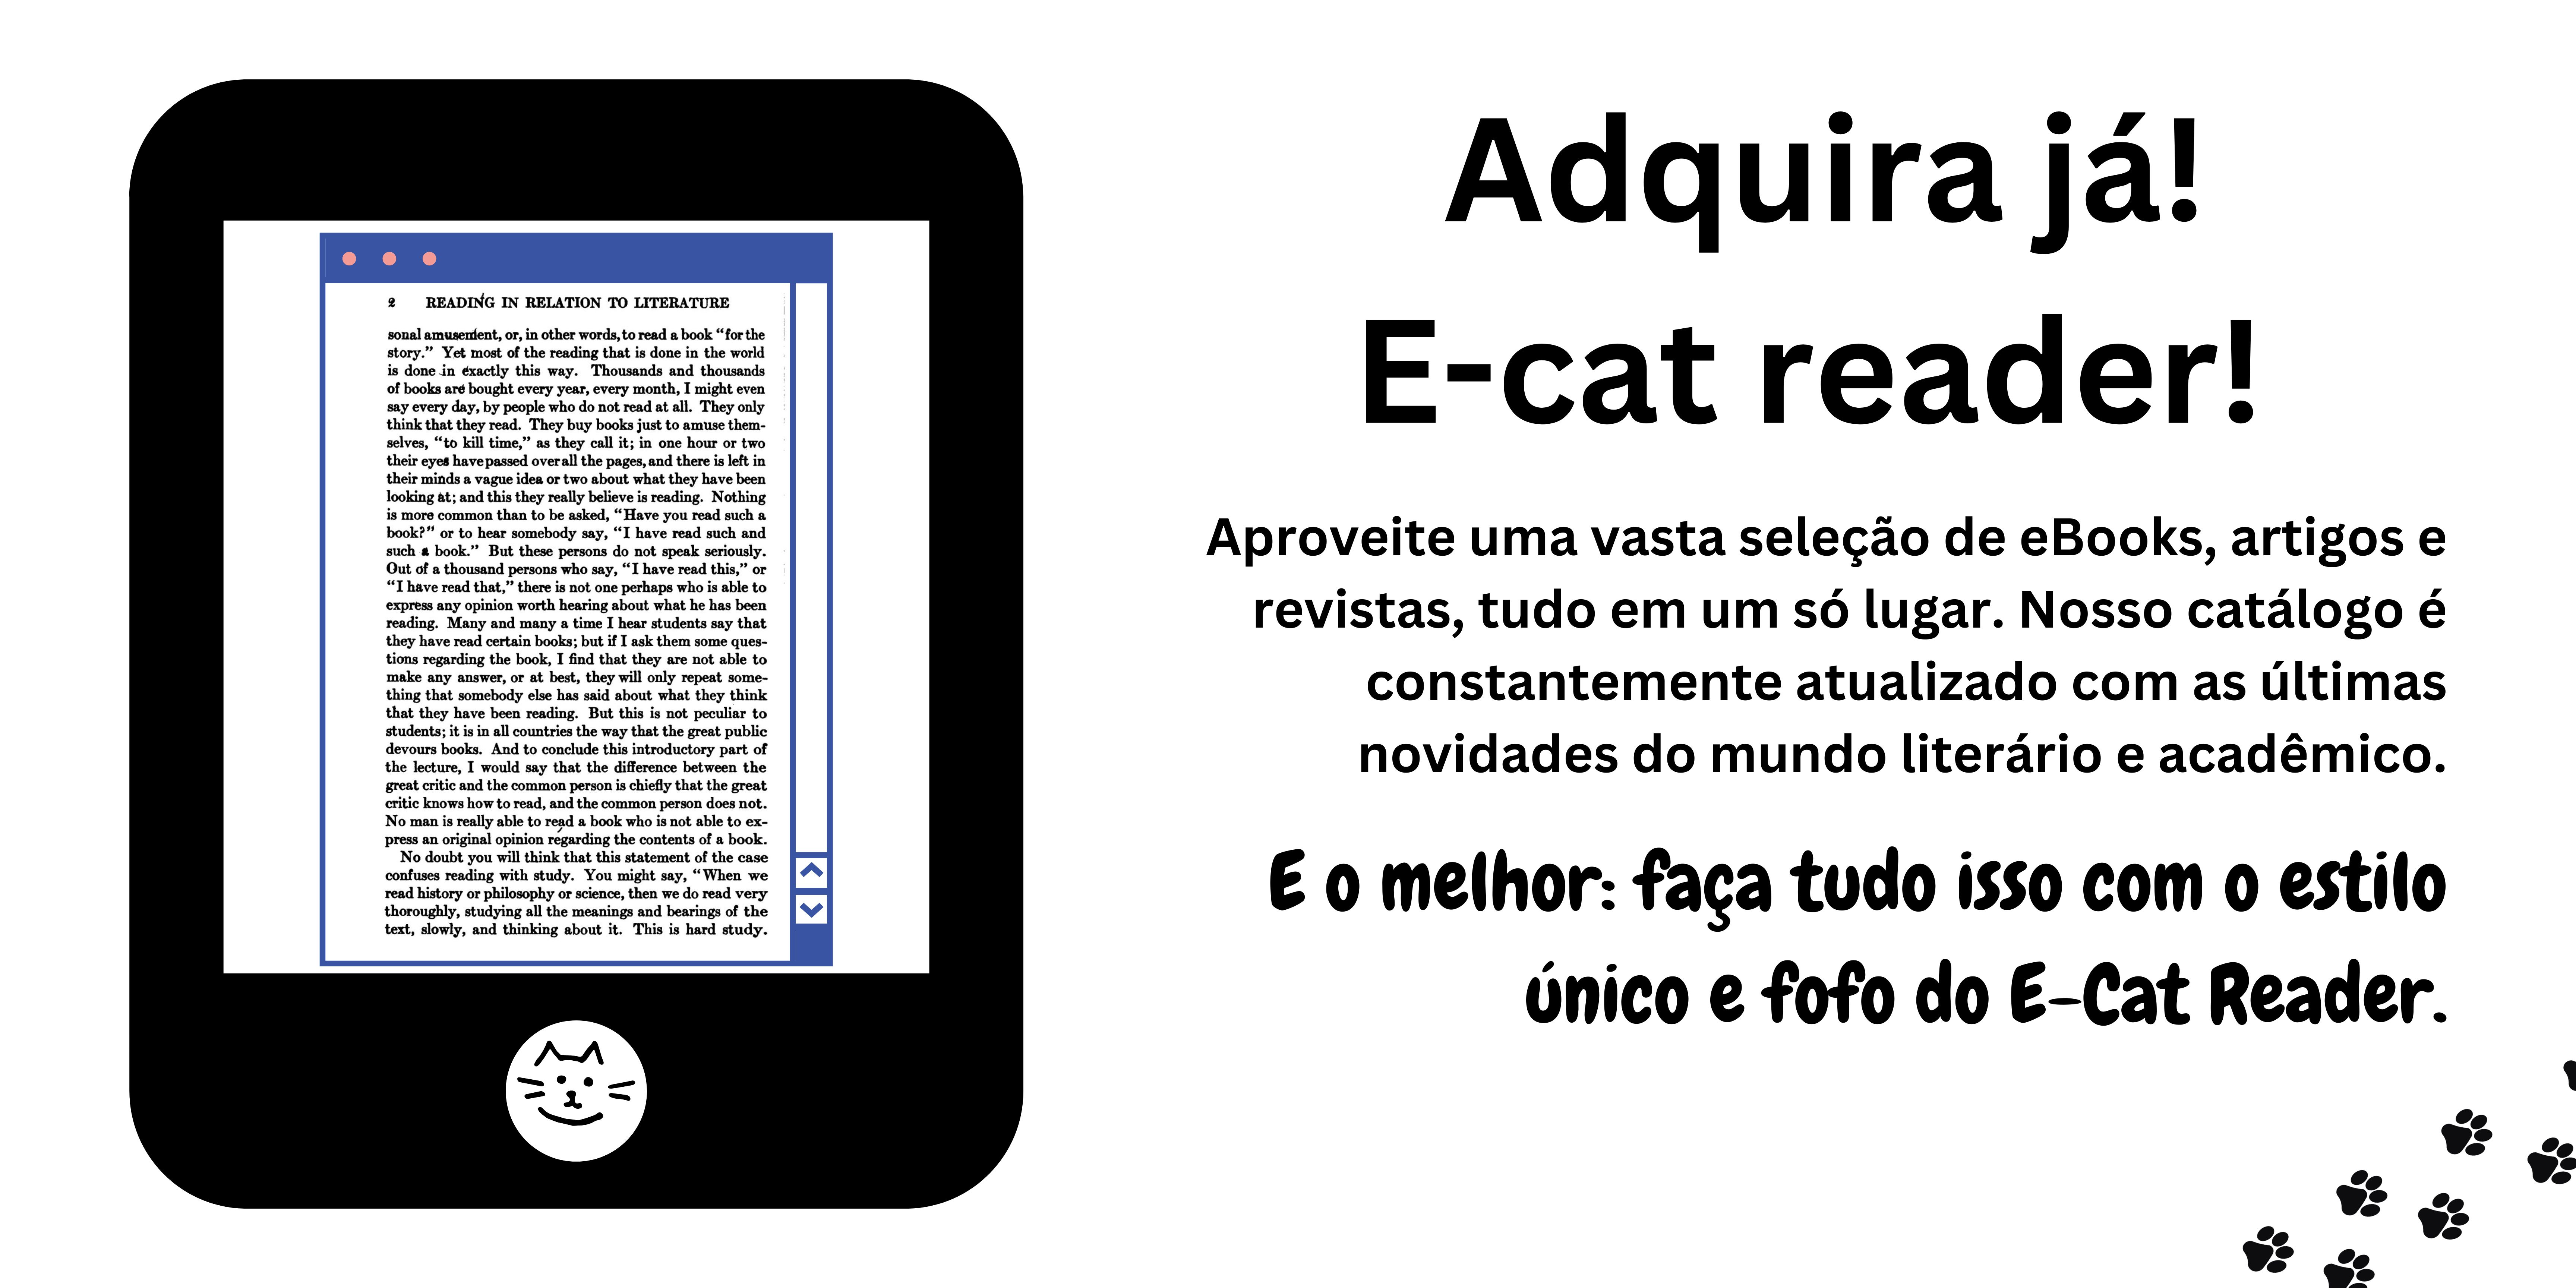 2 READING IN RELATION TO LITERATURE
sonal amusement, or, in other words, to read a book “for the
story.” Yet most of the reading that is done in the world
is done in exactly this way. Thousands and thousands
of books are bought every year, every month, I might even
say every day, by people who do not read at all. They only
think that they read. They buy books just to amuse them-
selves, “to kill time,” as they call it; in one hour or two
their eyes have passed over all the pages, and there is left in
their minds a vague idea or two about what they have been
looking at; and this they really believe is reading. Nothing
is more common than to be asked, “Have you read such a
book?” or to hear somebody say, “I have read such and
such a book.” But these persons do not speak seriously.
Out of a thousand persons who say, “I have read this,” or
“I have read that,” there is not one perhaps who is able to
express any opinion worth hearing about what he has been
reading. Many and many a time I hear students say that
they have read certain books; but if I ask them some ques-
tions regarding the book, I find that they are not able to
make any answer, or at best, they will only repeat some-
thing that somebody else has said about what they think
that they have been reading. But this is not peculiar to
students; it is in all countries the way that the great public
devours books. And to conclude this introductory part of
the lecture, I would say that the difference between the
great critic and the common person is chiefly that the great
critic knows how to read, and the common person does not.
No man is really able to read a book who is not able to ex-
press an original opinion regarding the contents of a book.
No doubt you will think that this statement of the case
confuses reading with study. You might say, “When we
read history or philosophy or science, then we do read very
thoroughly, studying all the meanings and bearings of the
text, slowly, and thinking about it. This is hard study.
Adquira já!
E-cat reader!
Aproveite uma vasta seleção de eBooks, artigos e
revistas, tudo em um só lugar. Nosso catálogo é
constantemente atualizado com as últimas
novidades do mundo literário e acadêmico.
E o melhor: faça tudo isso com o estilo
único e fofo do E-Cat Reader.